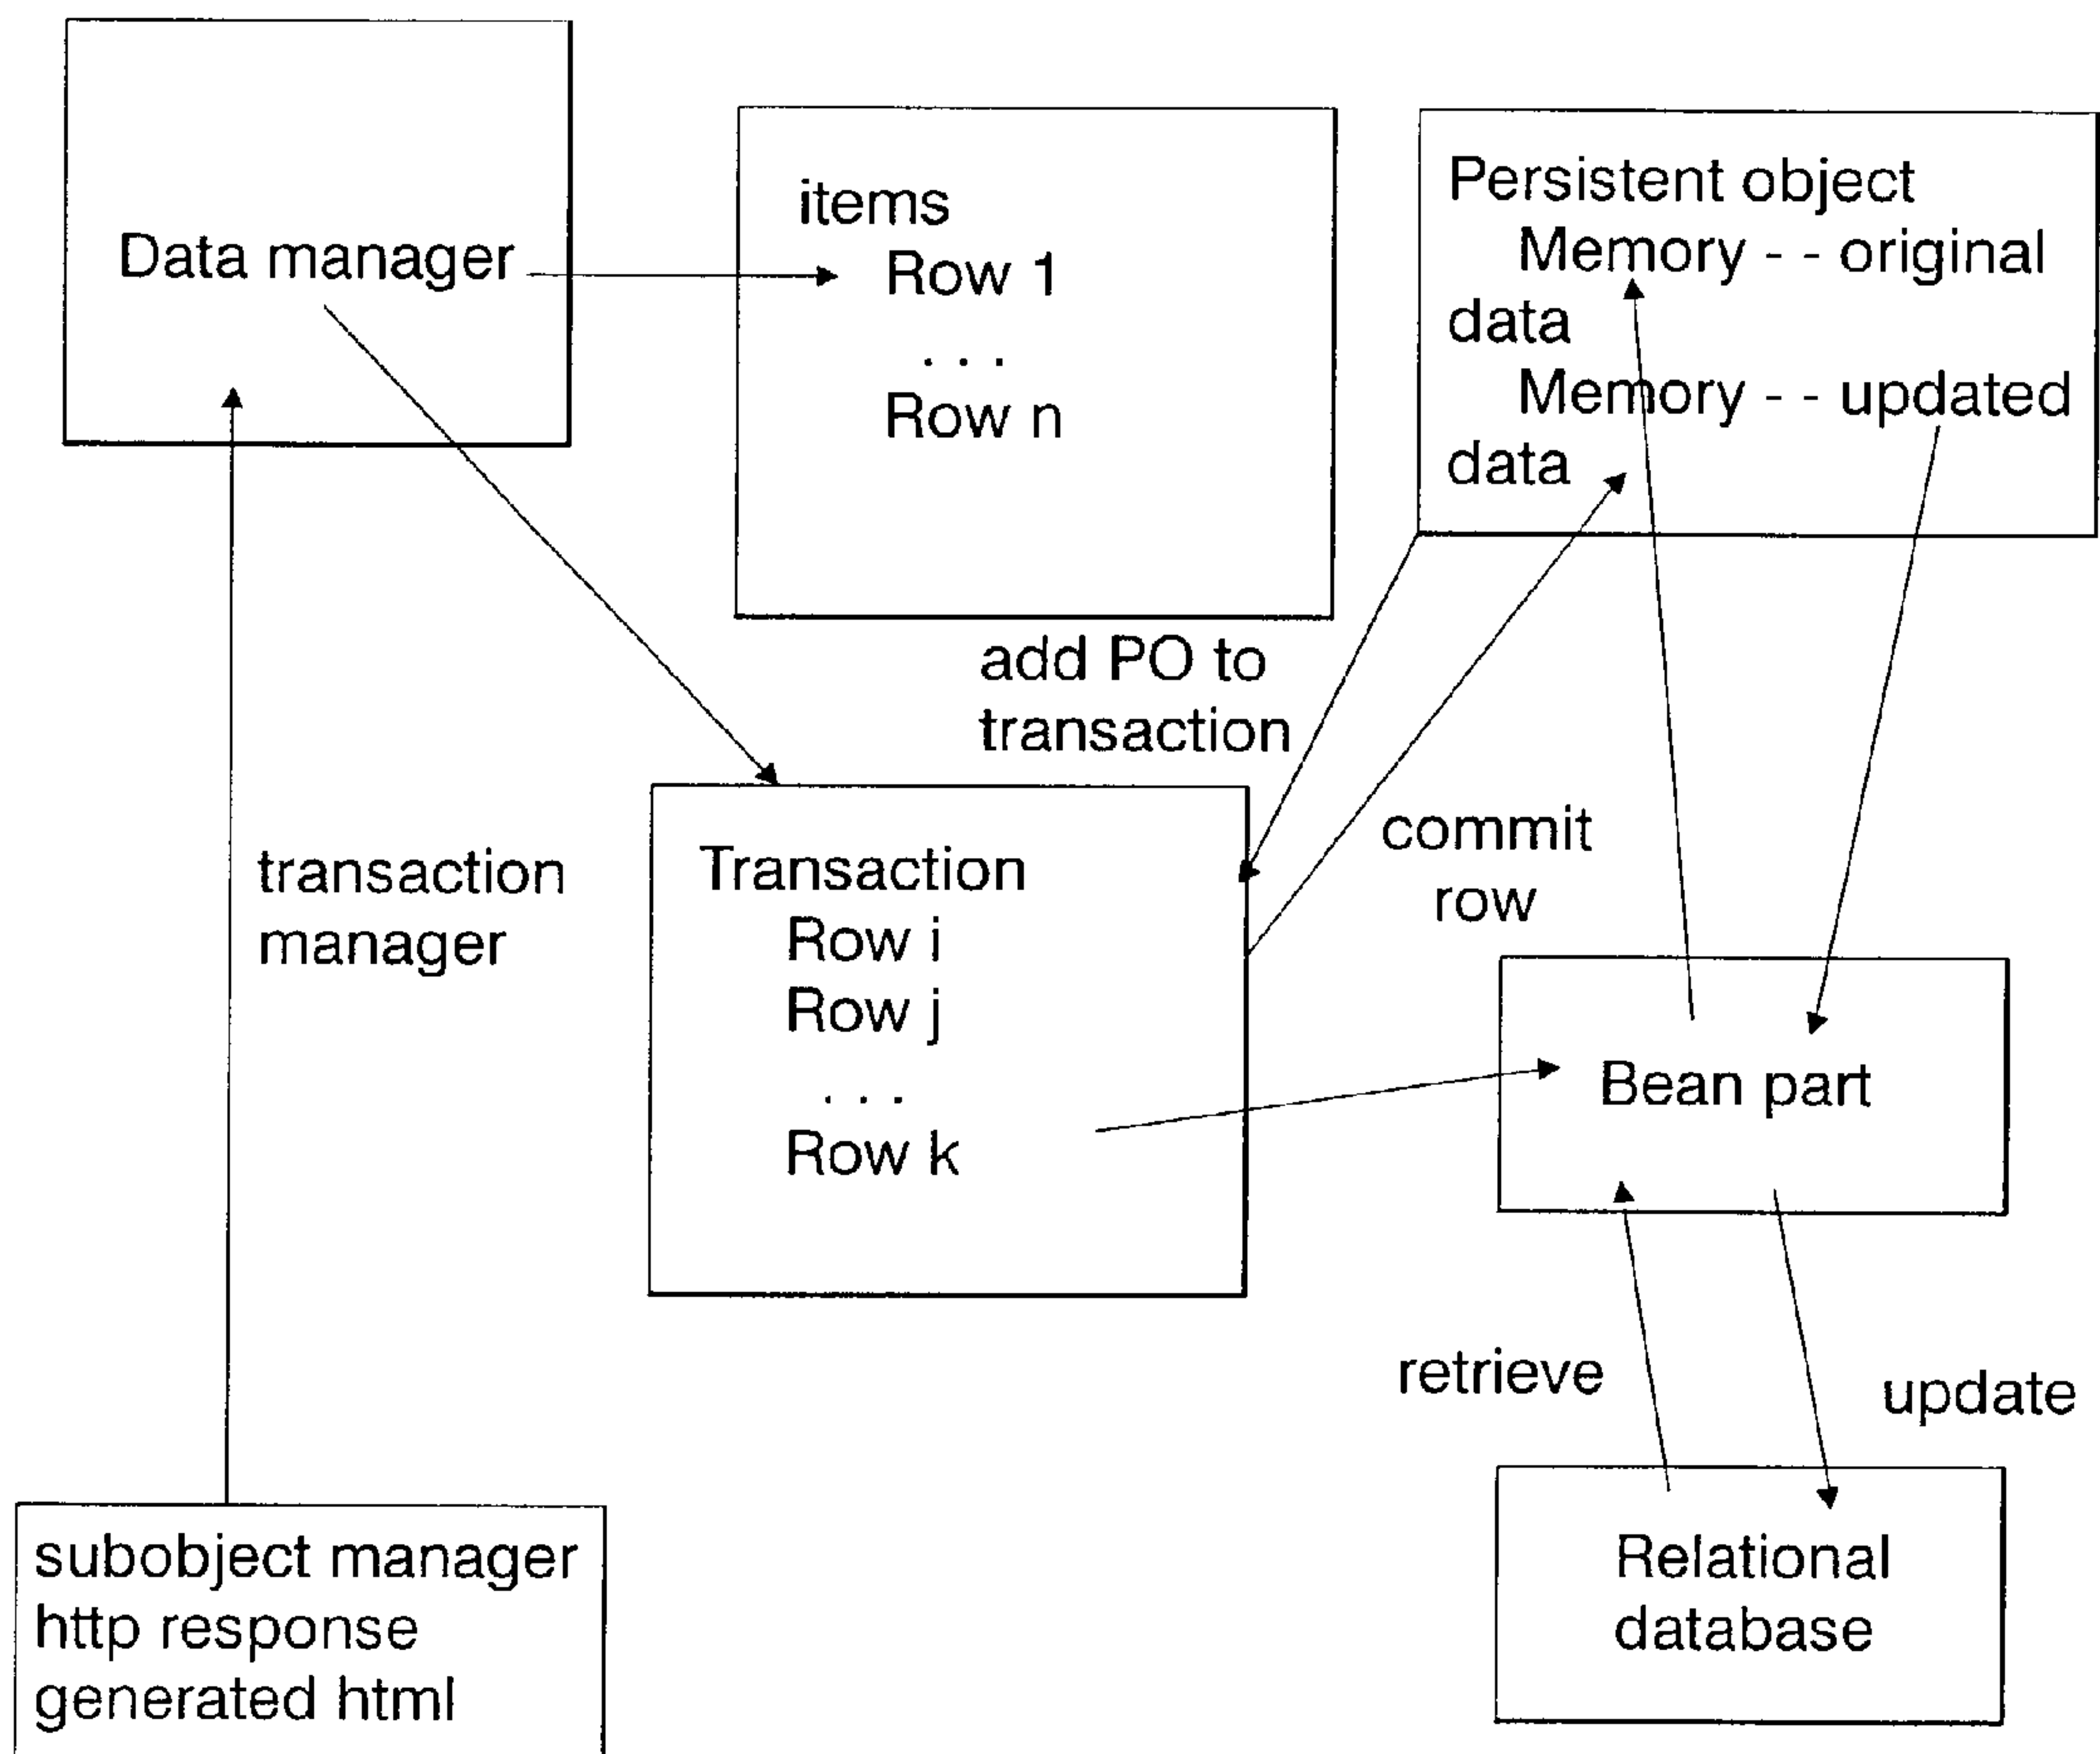 Data manager
items
Row 1
. . .
Row n
Persistent object
Memory - - original
data
Memory - - updated
data
add PO to
transaction
transaction
manager
Transaction
Row i
Row j
. . .
Row k
commit
row
Bean part
retrieve
update
Relational
database
subobject manager
http response
generated html